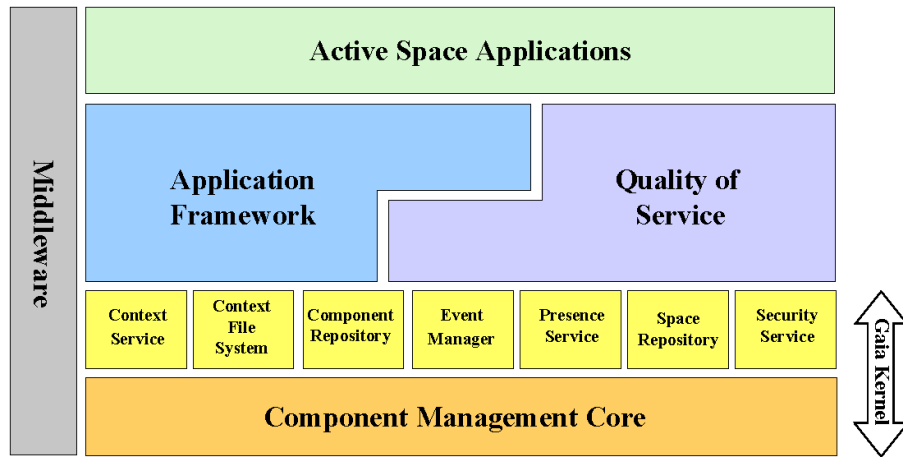 Active Space Applications
Middleware
Application
Framework
Quality of
Service
Context
Service
Context
File
System
Component
Repository
Event
Manager
Presence
Service
Space
Repository
Security
Service
Gaia Kernel
Component Management Core